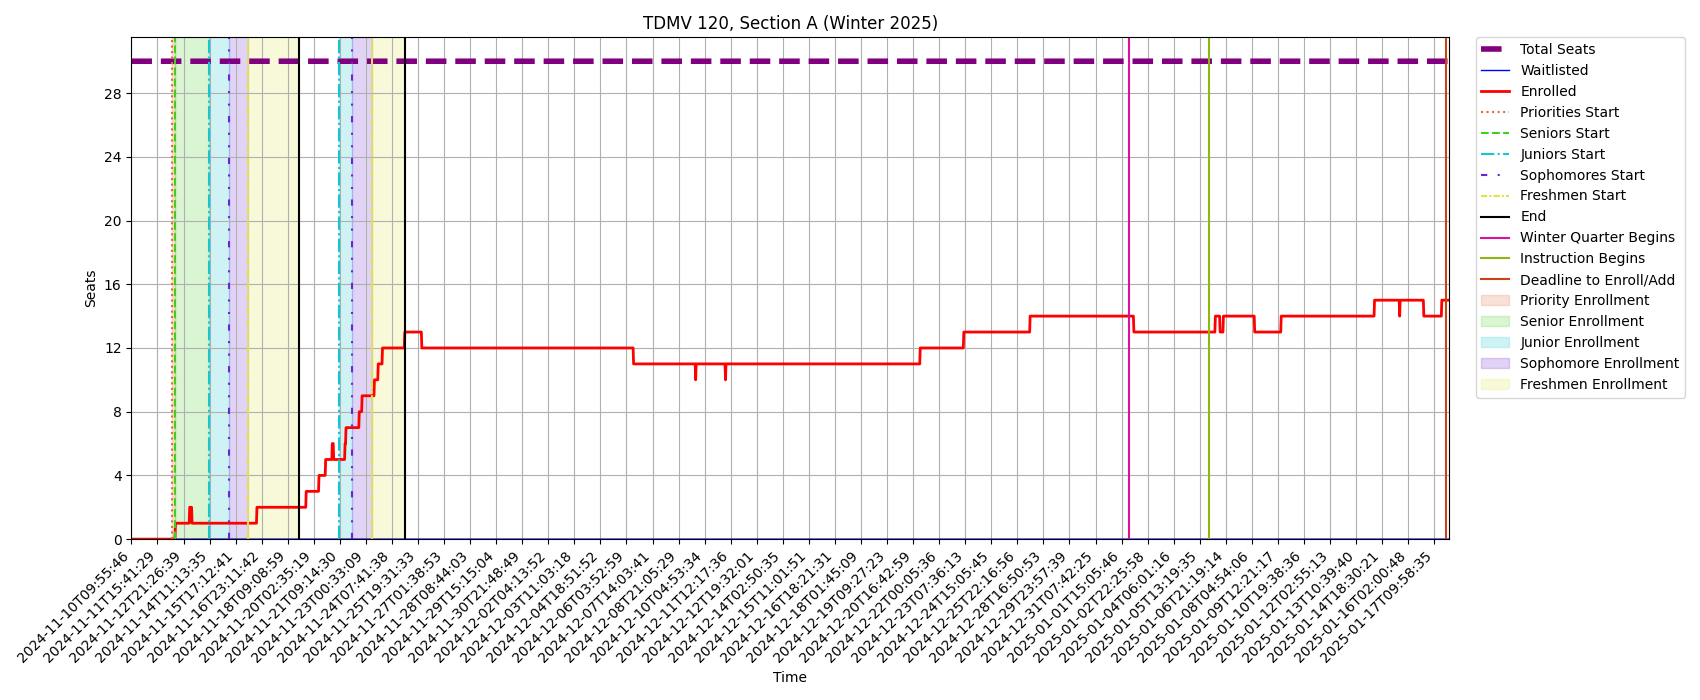 TDMV 120, Section A (Winter 2025)
Seats
28
24
20
16
12
8
4
0
2024-11-10T09:55:46
2024-11-11T15:41:29
2024-11-12T21:26:39
2024-11-14T11:13:35
2024-11-15T17:12:41
2024-11-16T23:11:42
2024-11-18T09:08:59
2024-11-20T02:35:19
2024-11-21T09:14:30
2024-11-23T00:33:09
2024-11-24T07:41:38
2024-11-25T19:31:33
2024-11-27T01:38:53
2024-11-28T08:44:03
2024-11-29T15:15:04
2024-11-30T21:48:49
2024-12-02T04:13:52
2024-12-03T11:03:18
2024-12-04T18:51:52
2024-12-06T03:52:59
2024-12-07T14:03:41
2024-12-08T21:05:29
2024-12-10T04:53:34
2024-12-11T12:17:36
2024-12-12T19:32:01
2024-12-14T02:50:35
2024-12-15T11:01:51
2024-12-16T18:21:31
2024-12-18T01:45:09
2024-12-19T09:27:23
2024-12-20T16:42:59
2024-12-22T00:05:36
2024-12-23T07:36:13
2024-12-24T15:05:45
2024-12-25T22:16:56
2024-12-28T16:50:53
2024-12-29T23:57:39
2024-12-31T07:42:25
2025-01-01T15:05:46
2025-01-02T22:25:58
2025-01-04T06:01:16
2025-01-05T13:19:35
2025-01-06T21:19:14
2025-01-08T04:54:06
2025-01-09T12:21:17
2025-01-10T19:38:36
2025-01-12T02:55:13
2025-01-13T10:39:40
2025-01-14T18:30:21
2025-01-16T02:00:48
2025-01-17T09:58:35
Time
Total Seats
Waitlisted
Enrolled
Priorities Start
Seniors Start
Juniors Start
Sophomores Start
Freshmen Start
End
Winter Quarter Begins
Instruction Begins
Deadline to Enroll/Add
Priority Enrollment
Senior Enrollment
Junior Enrollment
Sophomore Enrollment
Freshmen Enrollment